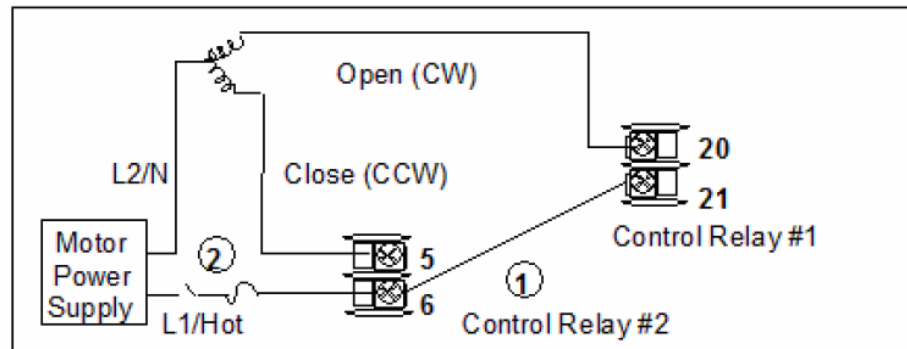 Open (CW)
20
L2/N
Close (CCW)
21
Control Relay #1
Motor
Power
Supply
2
5
1
6
L1/Hot
Control Relay #2